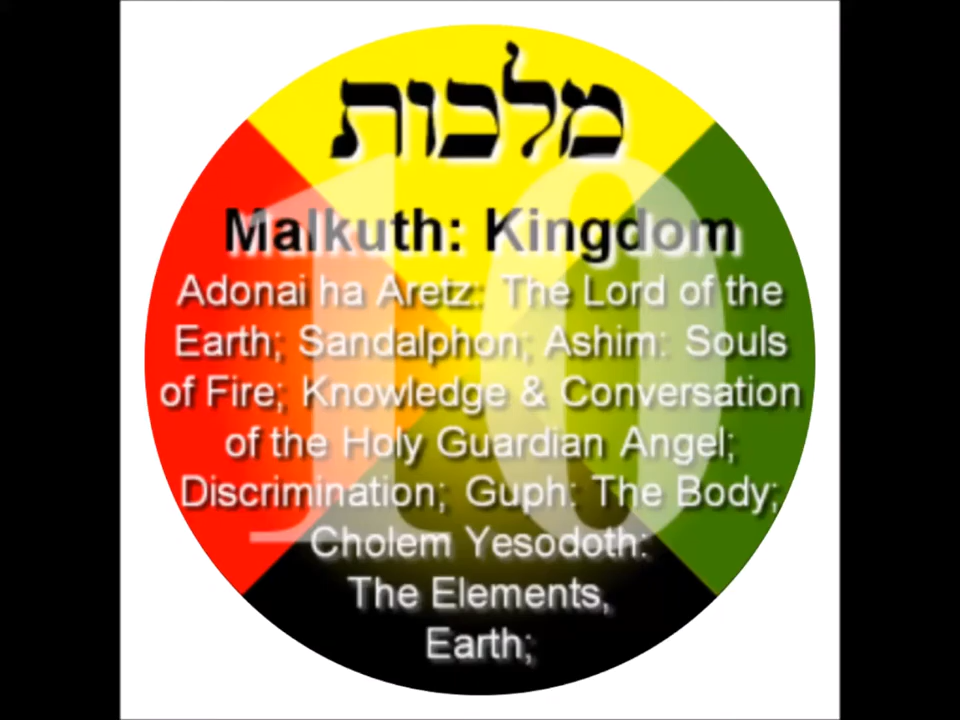 מלכות
10
Malkuth: Kingdom
Adonai ha Aretz: The Lord of the
Earth; Sandalphon; Ashim: Souls
of Fire; Knowledge & Conversation
of the Holy Guardian Angel;
Discrimination; Guph: The Body;
Cholem Yesodoth:
The Elements,
Earth;